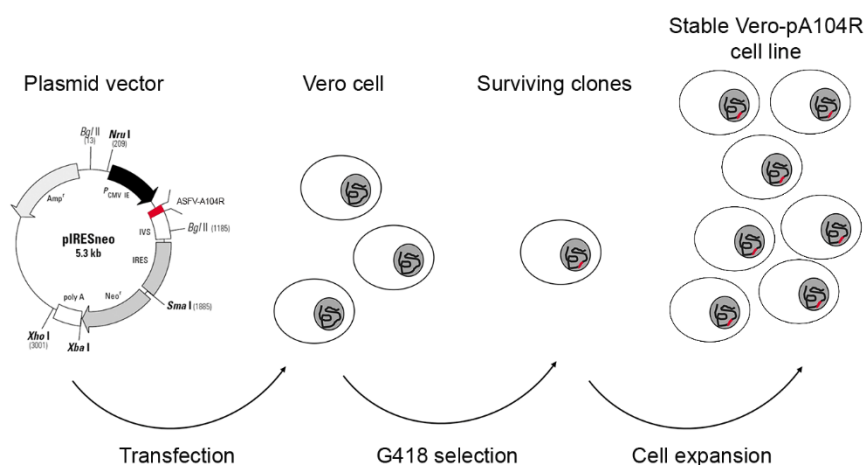 Stable Vero-pA104R
cell line
Plasmid vector
Vero cell
Surviving clones
Bgl II
(13)
Nru I
(209)
Amp^r
P_CMV IE
ASFV-A104R
IVS
Bgl II (1185)
pIRESneo
5.3 kb
IRES
poly A
Neo^r
Sma I (1885)
Xho I
(3001)
Xba I
Transfection
G418 selection
Cell expansion